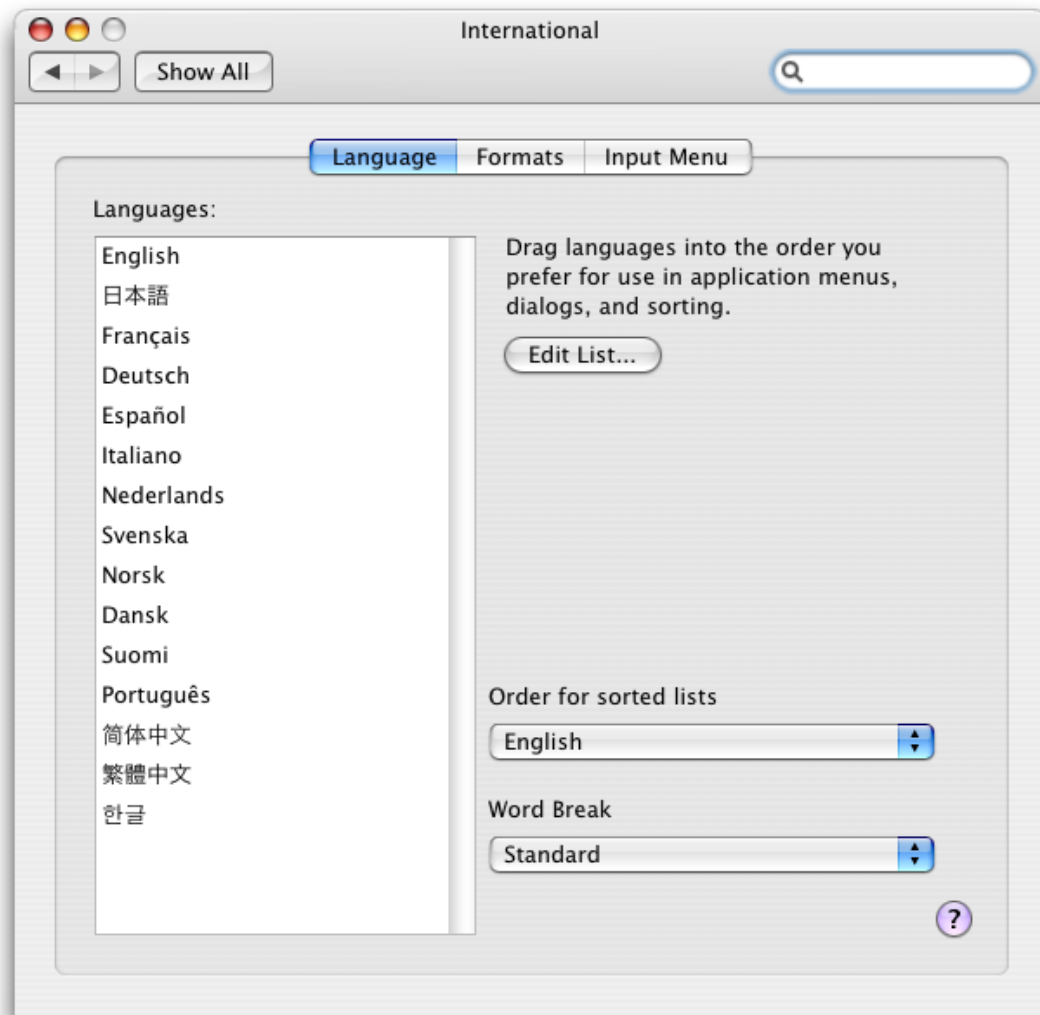 International
Show All
Language
Formats
Input Menu
Languages:
English
日本語
Français
Deutsch
Español
Italiano
Nederlands
Svenska
Norsk
Dansk
Suomi
Português
简体中文
繁體中文
한글
Drag languages into the order you
prefer for use in application menus,
dialogs, and sorting.
Edit List...
Order for sorted lists
English
Word Break
Standard
?